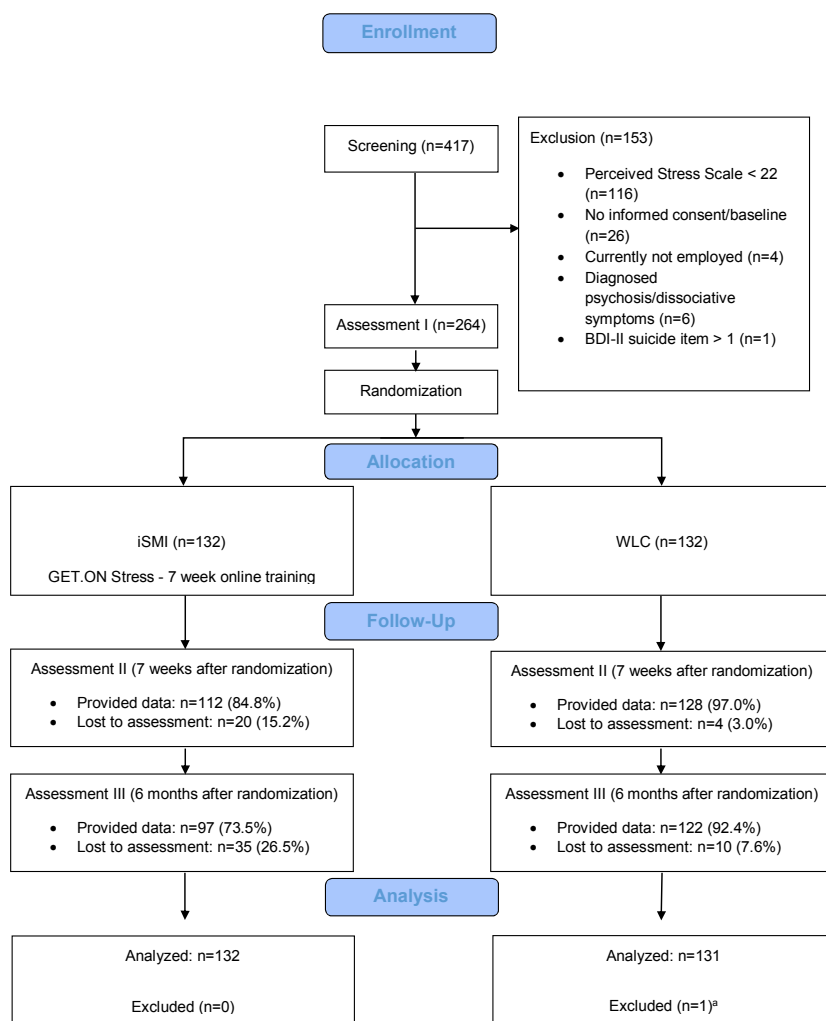 Enrollment
Screening (n=417)
Exclusion (n=153)
• Perceived Stress Scale < 22
(n=116)
• No informed consent/baseline
(n=26)
• Currently not employed (n=4)
• Diagnosed
psychosis/dissociative
symptoms (n=6)
• BDI-II suicide item > 1 (n=1)
Assessment I (n=264)
Randomization
Allocation
iSMI (n=132)
GET.ON Stress - 7 week online training
WLC (n=132)
Follow-Up
Assessment II (7 weeks after randomization)
• Provided data: n=112 (84.8%)
• Lost to assessment: n=20 (15.2%)
Assessment II (7 weeks after randomization)
• Provided data: n=128 (97.0%)
• Lost to assessment: n=4 (3.0%)
Assessment III (6 months after randomization)
• Provided data: n=97 (73.5%)
• Lost to assessment: n=35 (26.5%)
Assessment III (6 months after randomization)
• Provided data: n=122 (92.4%)
• Lost to assessment: n=10 (7.6%)
Analysis
Analyzed: n=132
Excluded (n=0)
Analyzed: n=131
Excluded (n=1)ª